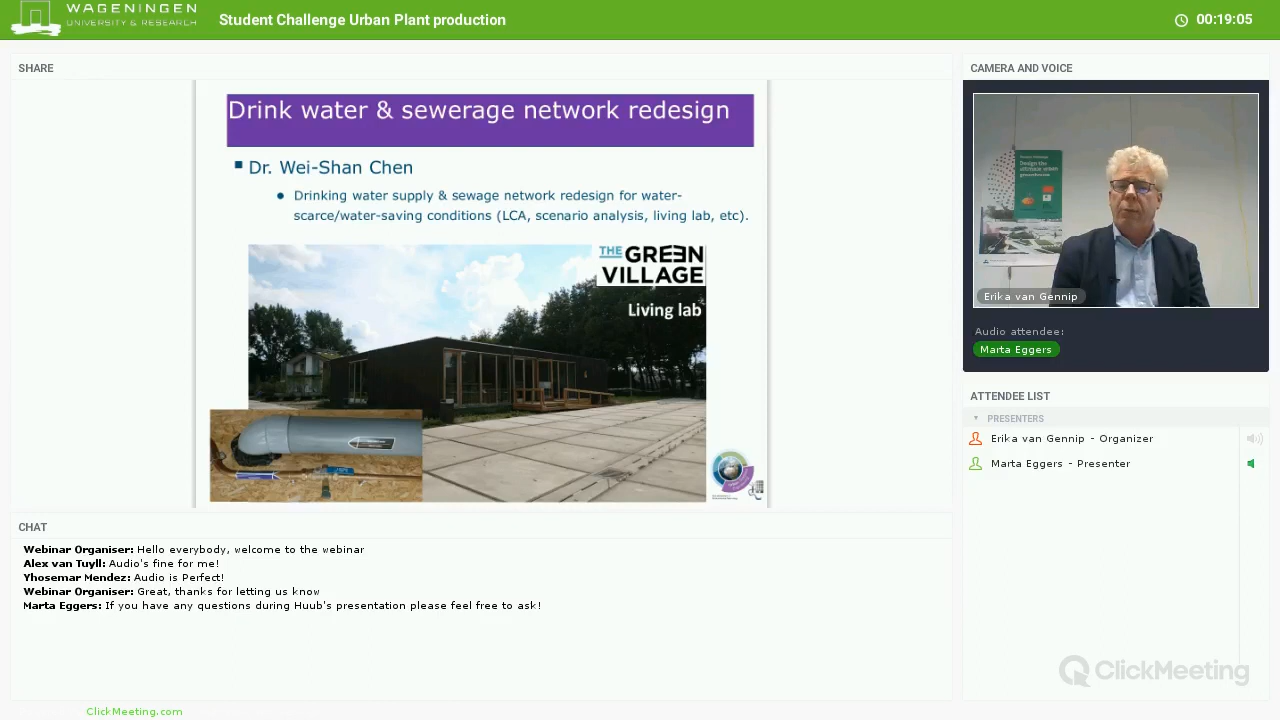 WAGENINGEN
UNIVERSITY & RESEARCH
Student Challenge Urban Plant production
00:19:05
SHARE
Drink water & sewerage network redesign
Dr. Wei-Shan Chen
Drinking water supply & sewage network redesign for water-
scarce/water-saving conditions (LCA, scenario analysis, living lab, etc).
THE GREEN
VILLAGE
Living lab
CAMERA AND VOICE
Design the
Erika van Gennip
Audio attendee:
Marta Eggers
ATTENDEE LIST
PRESENTERS
Erika van Gennip - Organizer
Marta Eggers - Presenter
CHAT
Webinar Organiser: Hello everybody, welcome to the webinar
Alex van Tuyll: Audio's fine for me!
Yhosemar Mendez: Audio is Perfect!
Webinar Organiser: Great, thanks for letting us know
Marta Eggers: If you have any questions during Huub's presentation please feel free to ask!
ClickMeeting
ClickMeeting.com